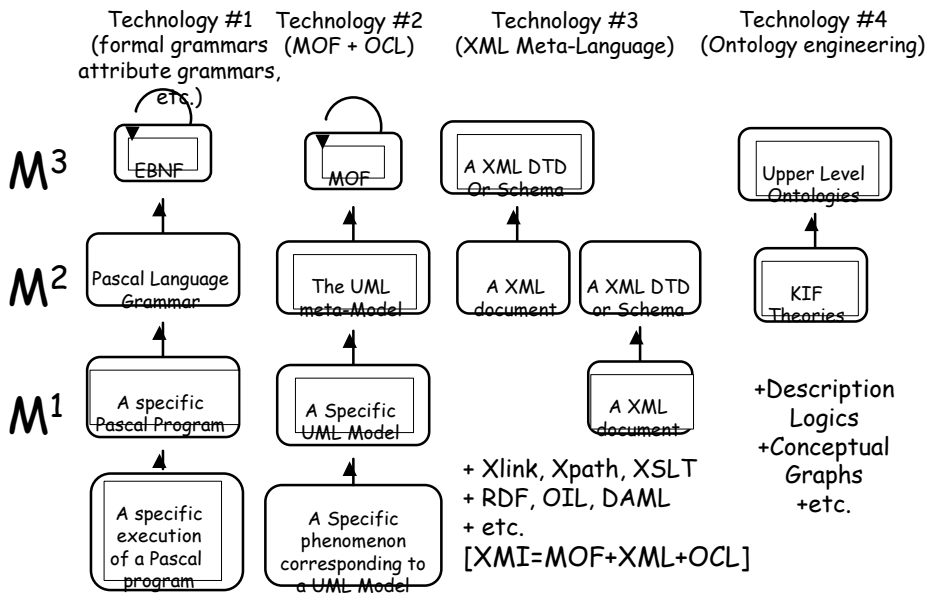 Technology #1
(formal grammars
attribute grammars,
etc.)
Technology #2
(MOF + OCL)
Technology #3
(XML Meta-Language)
Technology #4
(Ontology engineering)
M3
EBNF
MOF
A XML DTD
Or Schema
Upper Level
Ontologies
M2
Pascal Language
Grammar
The UML
meta-Model
A XML
document
A XML DTD
or Schema
KIF
Theories
M1
A specific
Pascal Program
A Specific
UML Model
A XML
document
+Description
Logics
+Conceptual
Graphs
+etc.
A specific
execution
of a Pascal
program
A Specific
phenomenon
corresponding to
a UML Model
+ Xlink, Xpath, XSLT
+ RDF, OIL, DAML
+ etc.
[XMI=MOF+XML+OCL]